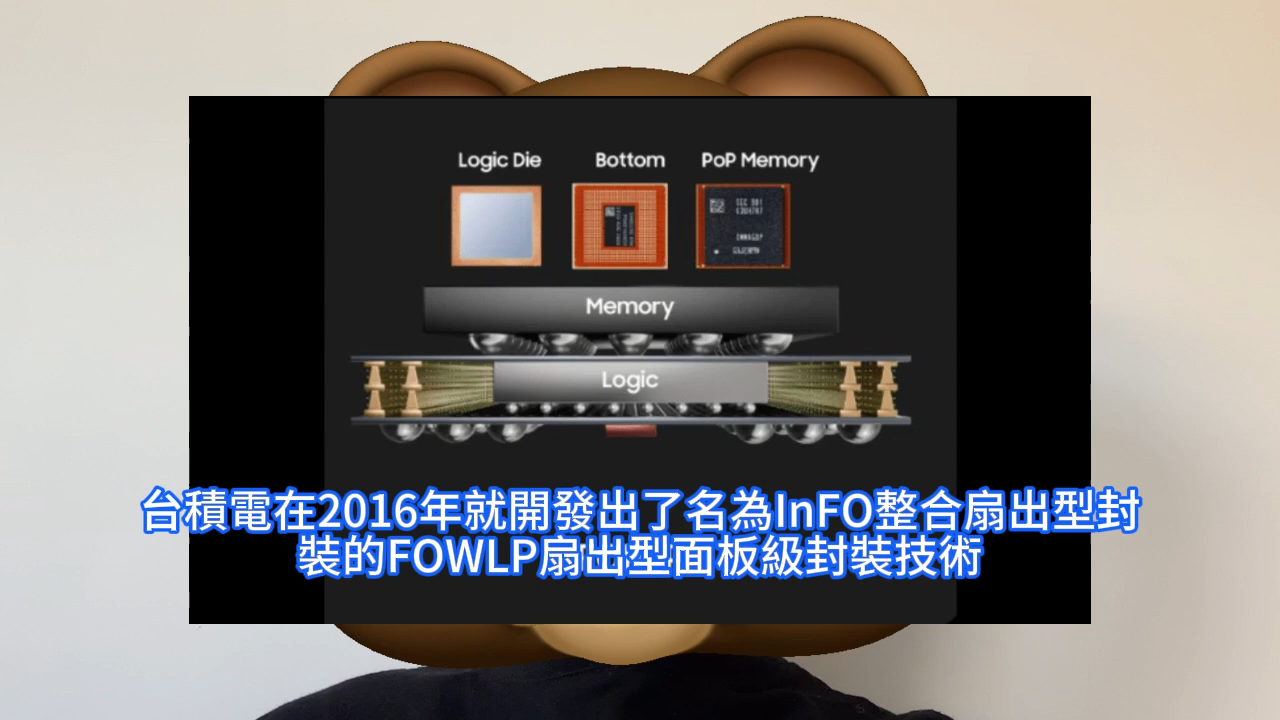 Logic Die Bottom PoP Memory
Memory
Logic
台積電在2016年就開發出了名為InFO整合扇出型封
裝的FOWLP扇出型面板級封裝技術